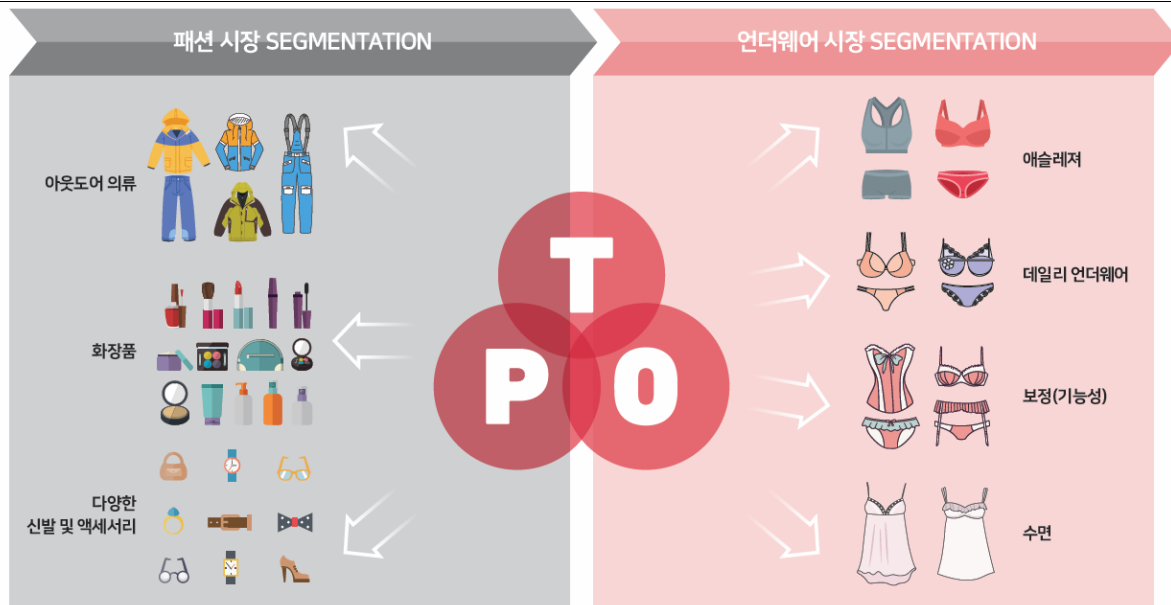 패션 시장 SEGMENTATION
아웃도어 의류
화장품
다양한
신발 및 액세서리
T
P
O
언더웨어 시장 SEGMENTATION
애슬레져
데일리 언더웨어
보정(기능성)
수면